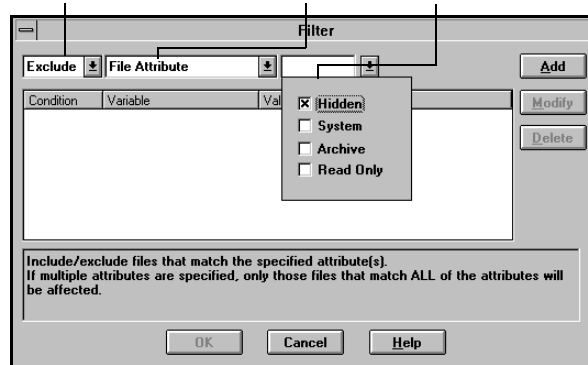 Filter
Exclude File Attribute
Add
Condition Variable Val
Modify
Delete
Hidden
System
Archive
Read Only
Include/exclude files that match the specified attribute(s).
If multiple attributes are specified, only those files that match ALL of the attributes will
be affected.
OK Cancel Help